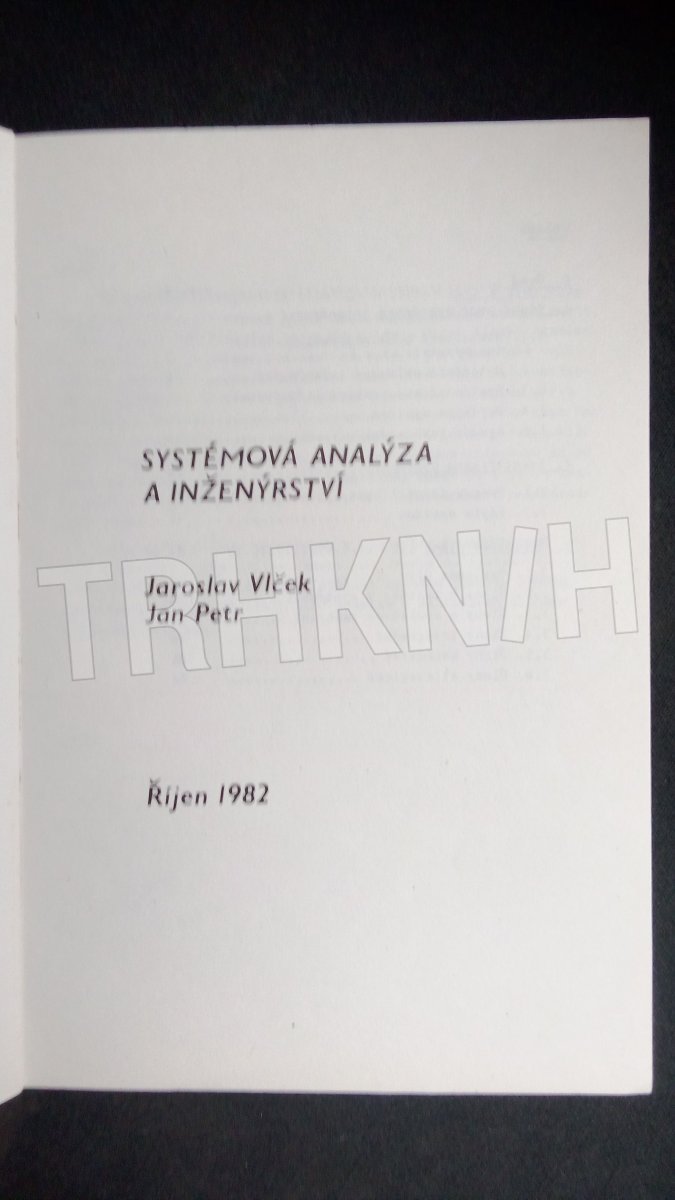 SYSTÉMOVÁ ANALÝZA
A INŽENÝRSTVÍ
Jaroslav Vlček
Jan Petr
TRHKNIH
Říjen 1982